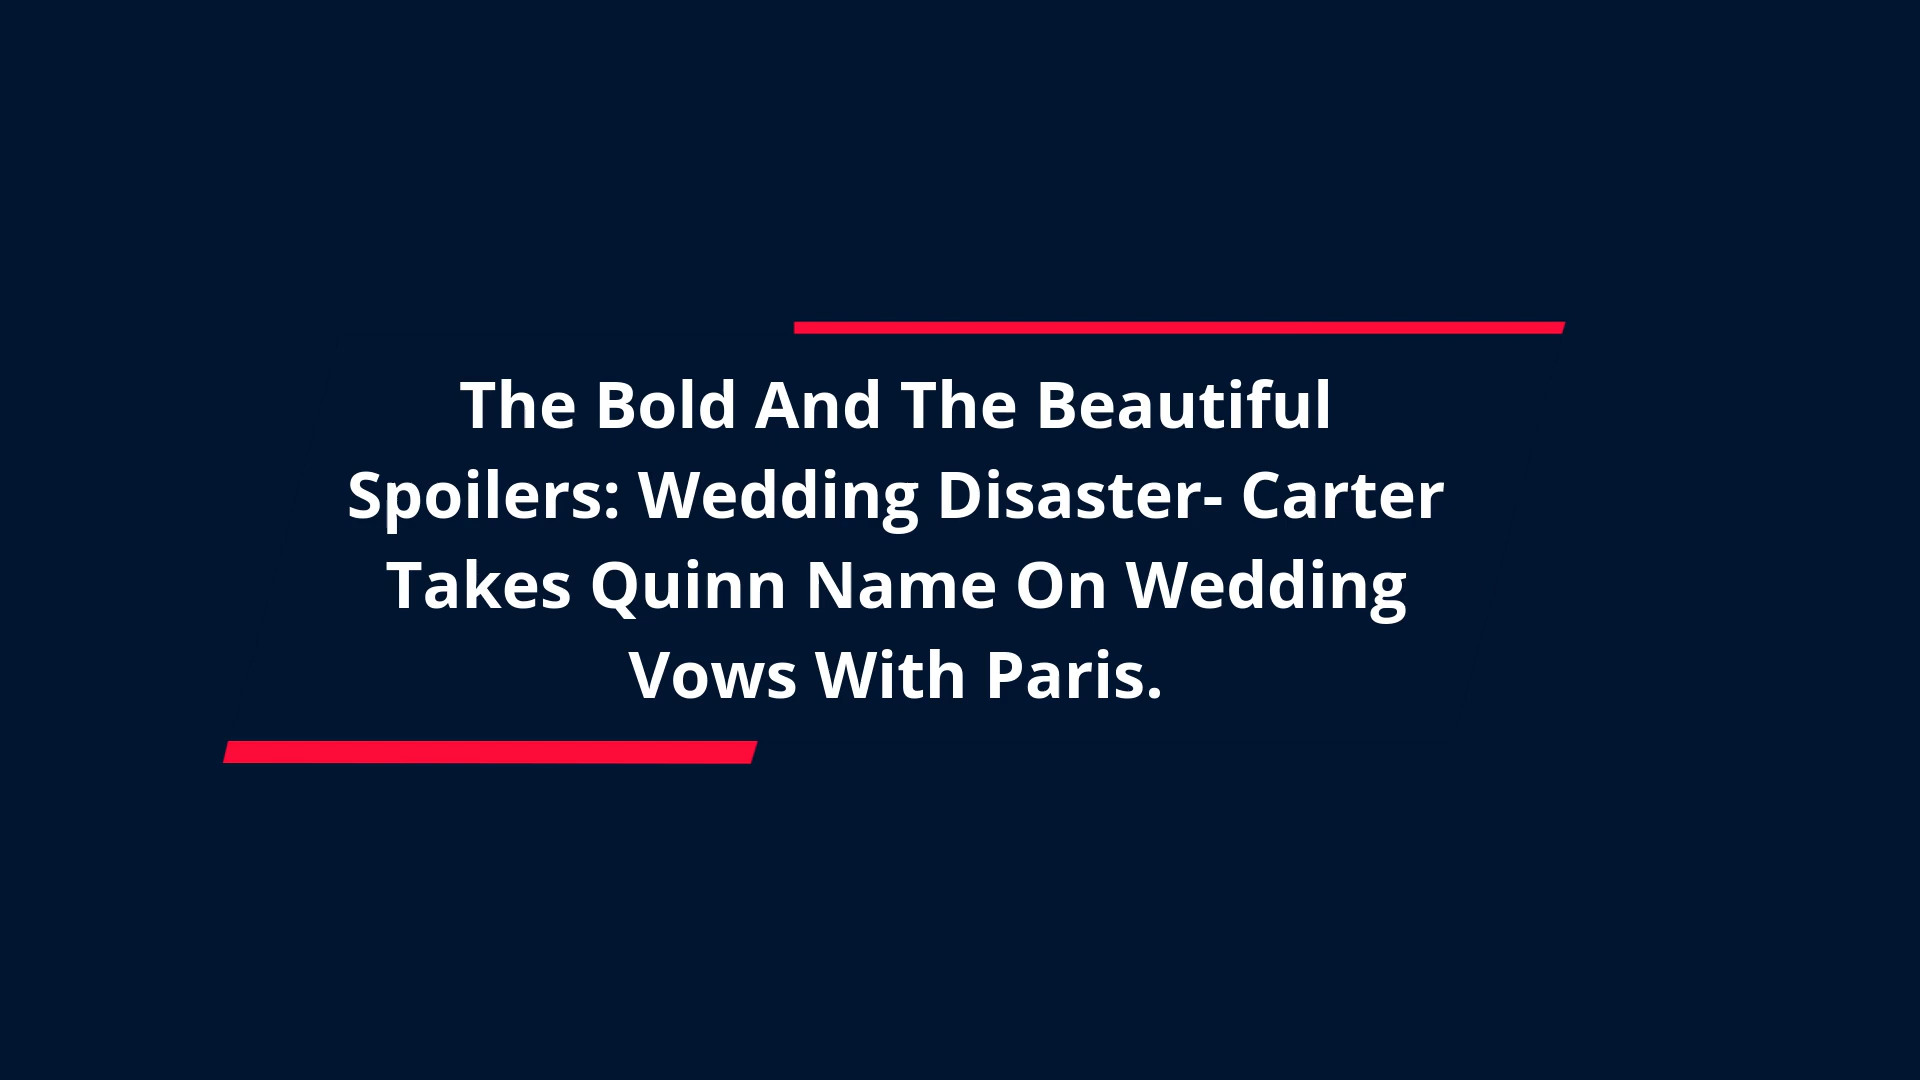 The Bold And The Beautiful
Spoilers: Wedding Disaster- Carter
Takes Quinn Name On Wedding
Vows With Paris.